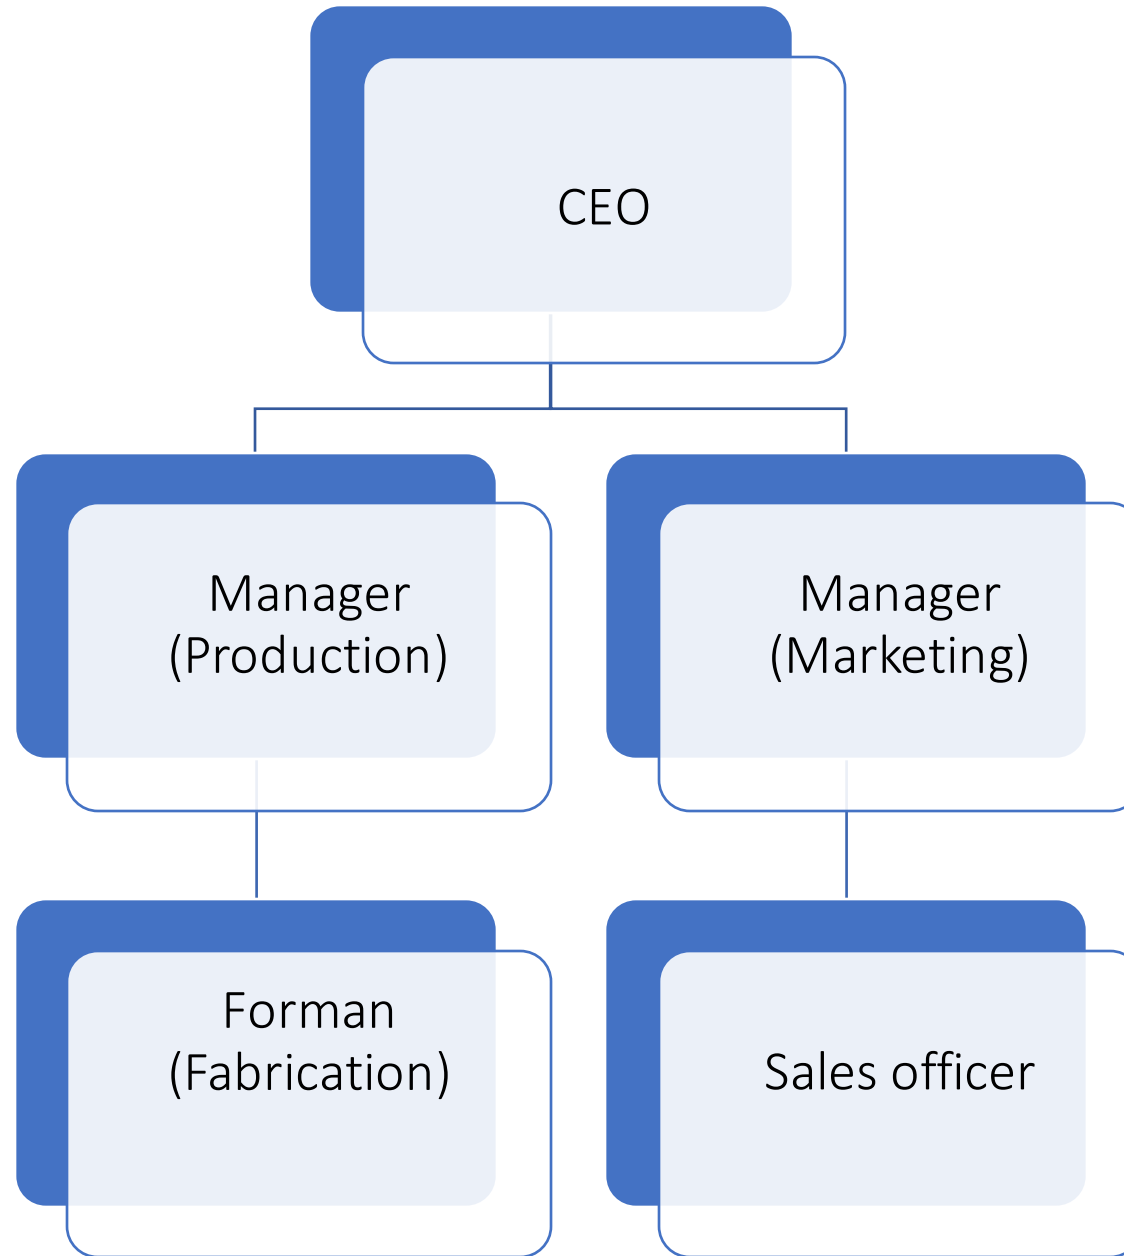 CEO
Manager
(Production)
Manager
(Marketing)
Forman
(Fabrication)
Sales officer